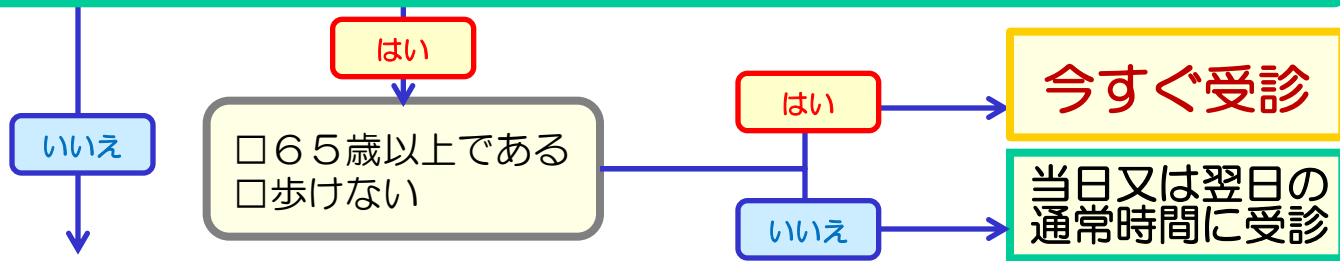 はい
いいえ
□６５歳以上である
□歩けない
はい
今すぐ受診
いいえ
当日又は翌日の
通常時間に受診